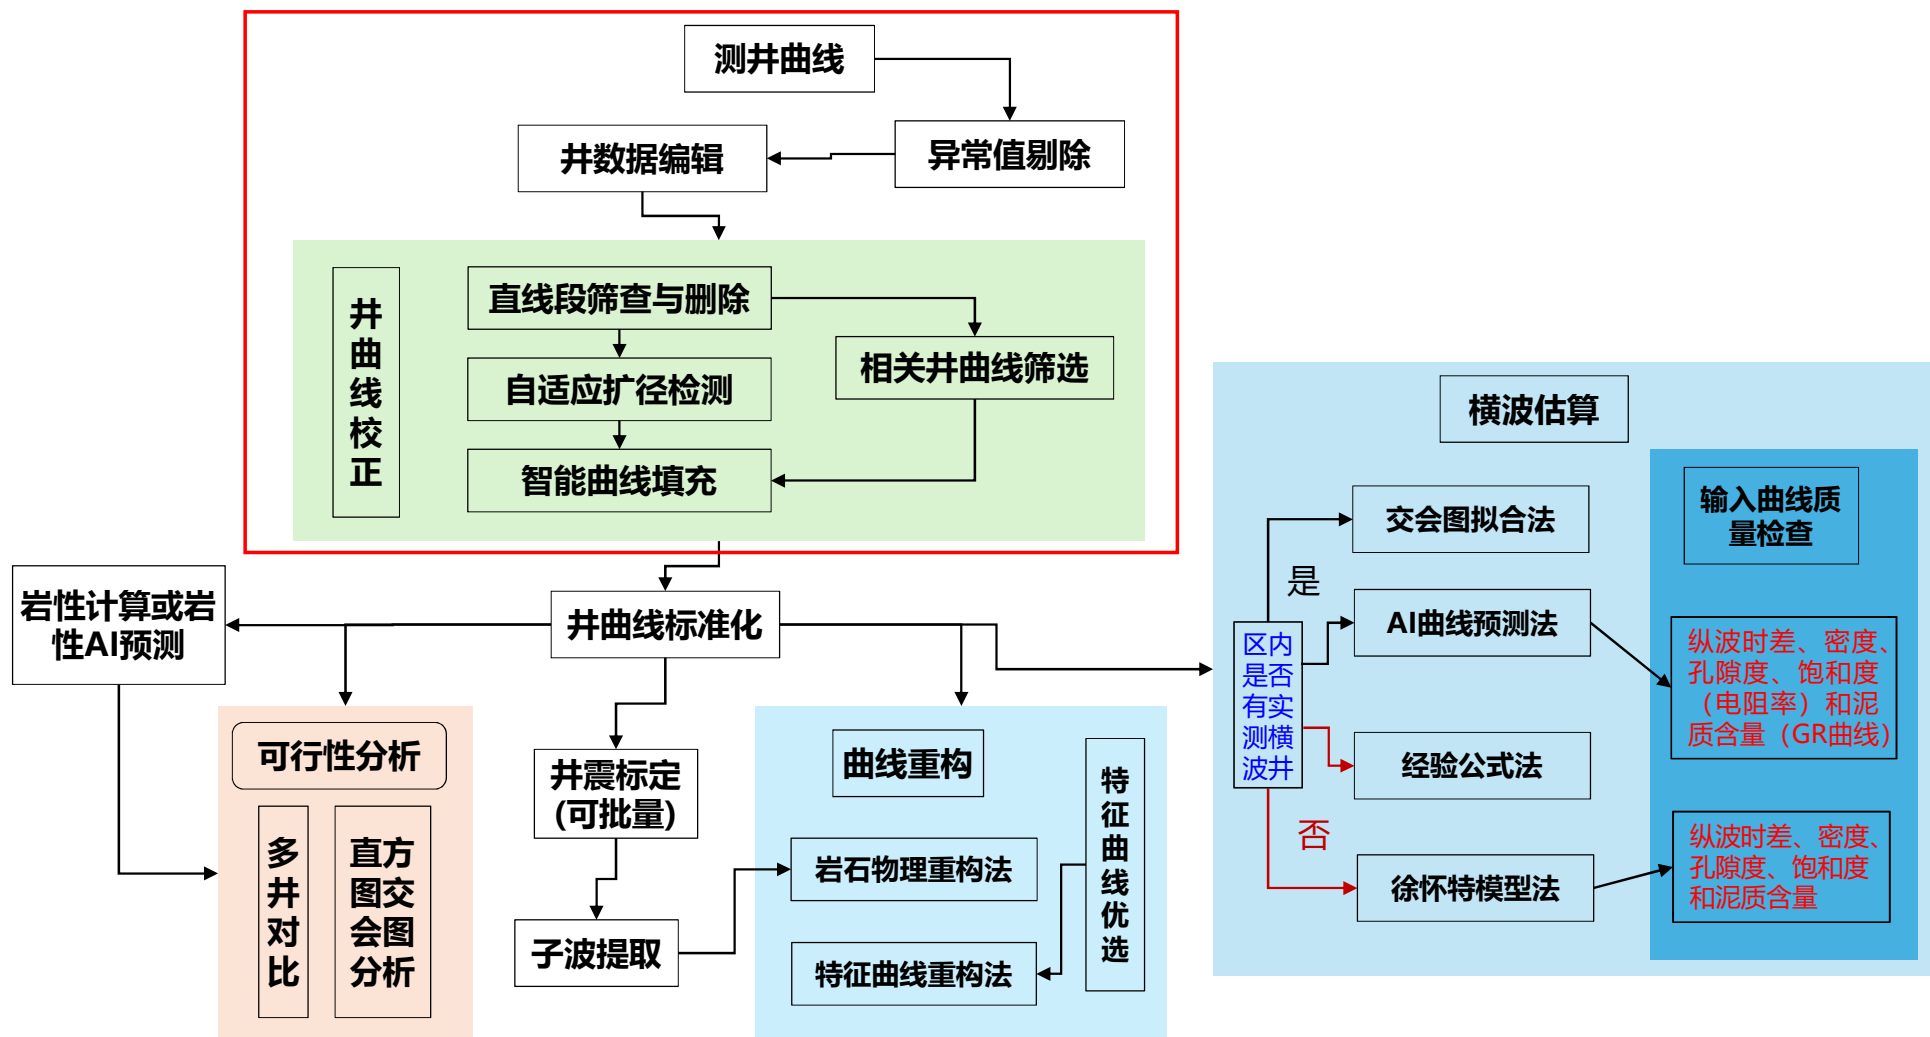 测井曲线
异常值剔除
井数据编辑
井
曲
线
校
正
直线段筛查与删除
相关井曲线筛选
自适应扩径检测
智能曲线填充
岩性计算或岩
性AI预测
井曲线标准化
可行性分析
多
井
对
比
直方
图交
会图
分析
井震标定
(可批量)
子波提取
曲线重构
岩石物理重构法
特征曲线重构法
特
征
曲
线
优
选
横波估算
区内
是否
有实
测横
波井
是
否
交会图拟合法
AI曲线预测法
经验公式法
徐怀特模型法
输入曲线质
量检查
纵波时差、密度、
孔隙度、饱和度
（电阻率）和泥
质含量（GR曲线）
纵波时差、密度、
孔隙度、饱和度
和泥质含量